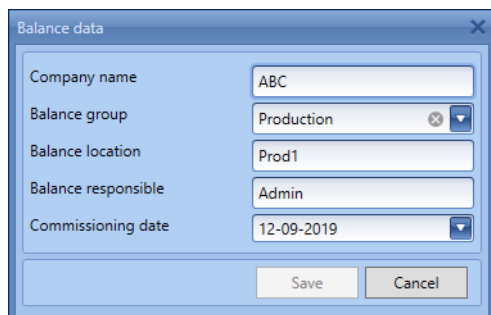 Balance data
Company name ABC
Balance group Production
Balance location Prod1
Balance responsible Admin
Commissioning date 12-09-2019
Save Cancel